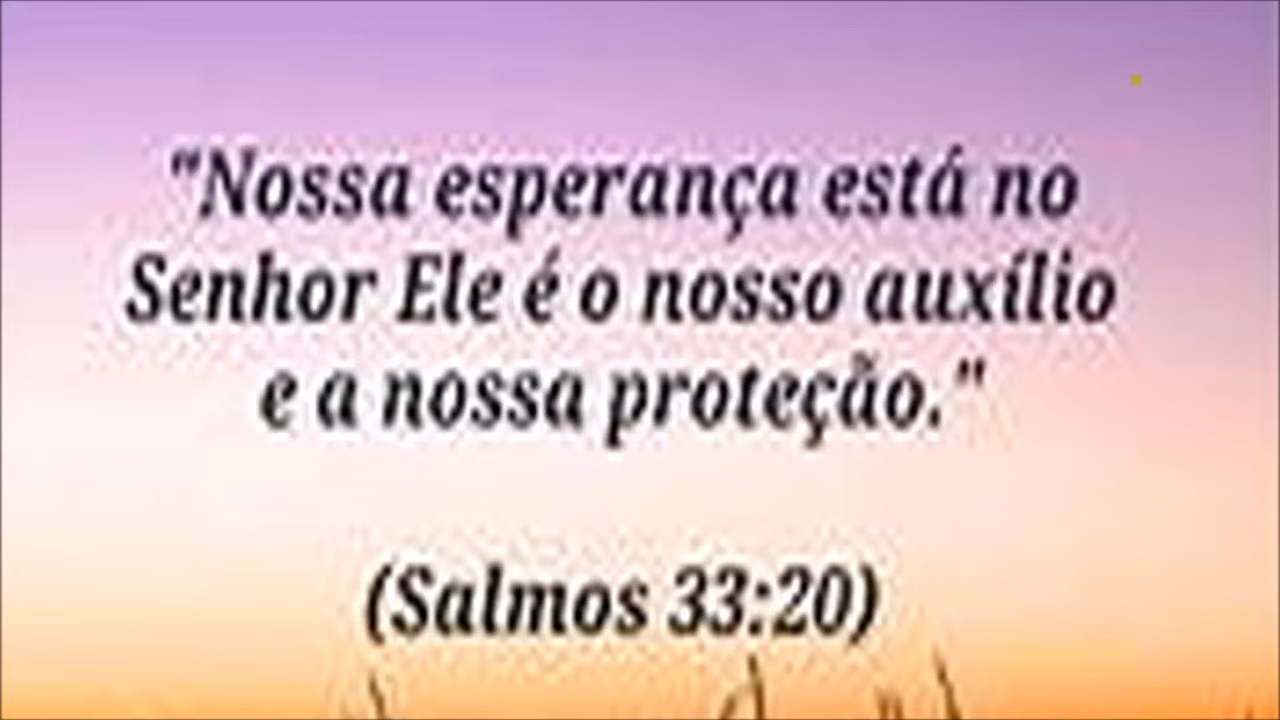 "Nossa esperança está no
Senhor Ele é o nosso auxílio
e a nossa proteção."
(Salmos 33:20)